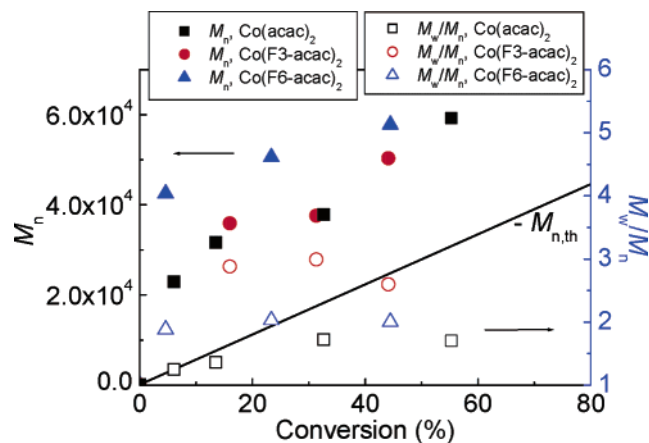 Mn, Co(acac)2
Mn, Co(F3-acac)2
Mn, Co(F6-acac)2
Mw/Mn, Co(acac)2
Mw/Mn, Co(F3-acac)2
Mw/Mn, Co(F6-acac)2
6.0x10^4
4.0x10^4
2.0x10^4
0.0
Mn
0 20 40 60 80
Conversion (%)
6
5
4
3
2
1
Mw/Mn
- Mn,th